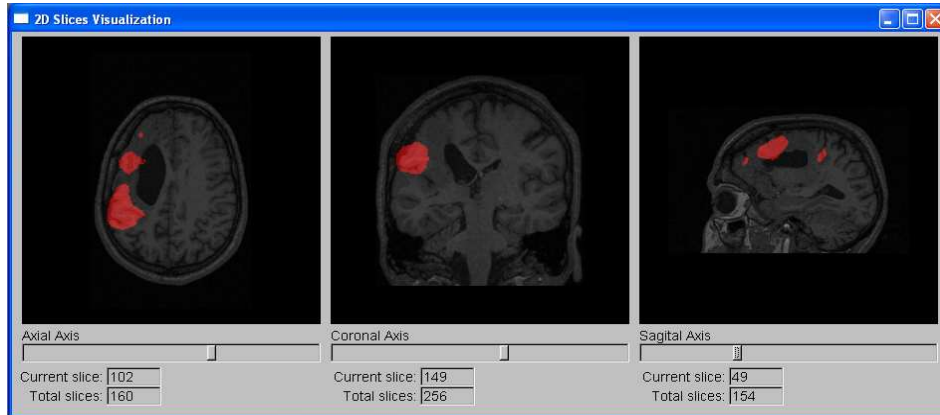 2D Slices Visualization
Axial Axis
Coronal Axis
Sagital Axis
Current slice: 102
Total slices: 160
Current slice: 149
Total slices: 256
Current slice: 49
Total slices: 154